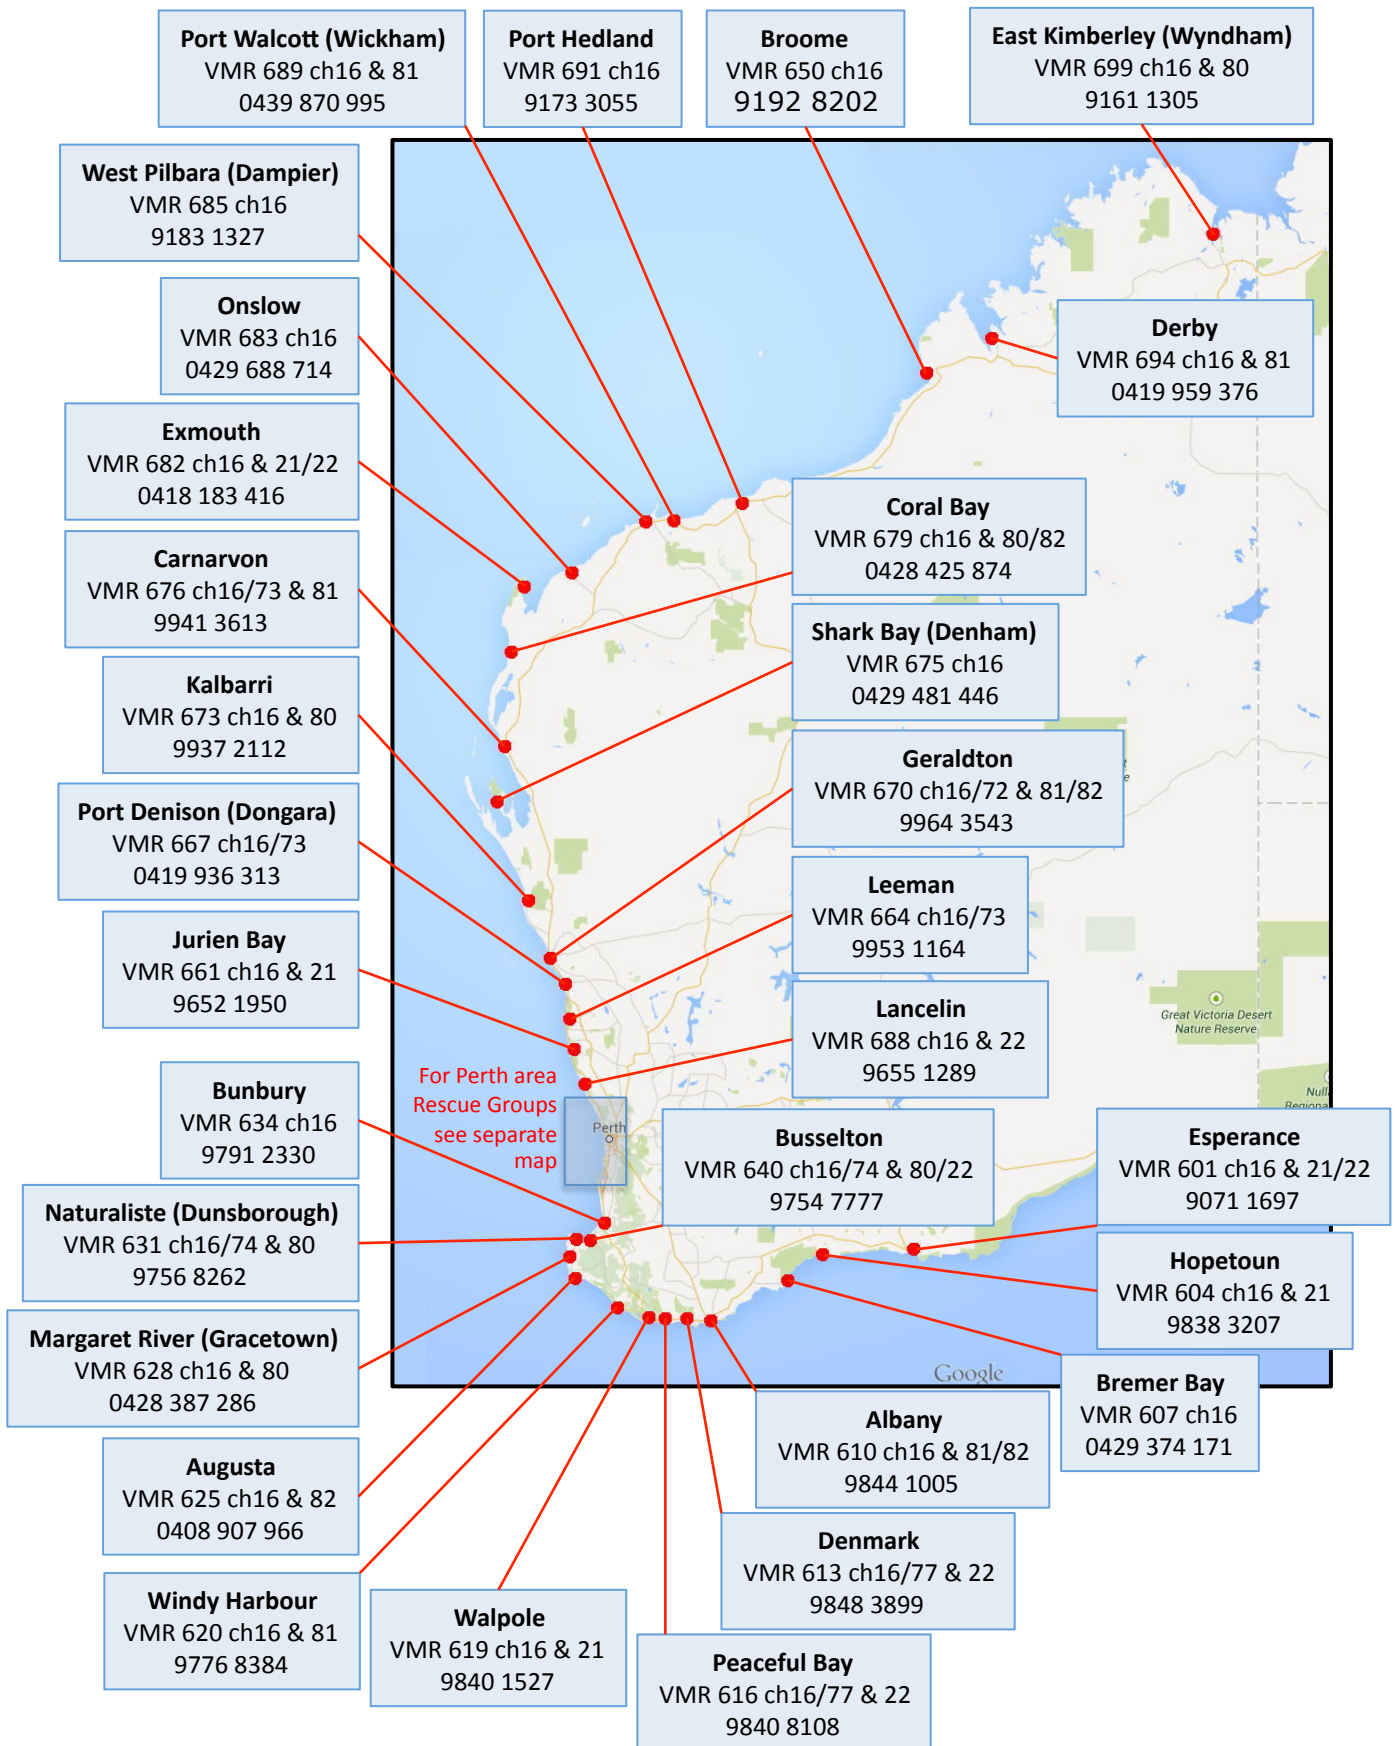 Port Walcott (Wickham)
VMR 689 ch16 & 81
0439 870 995
Port Hedland
VMR 691 ch16
9173 3055
Broome
VMR 650 ch16
9192 8202
East Kimberley (Wyndham)
VMR 699 ch16 & 80
9161 1305
West Pilbara (Dampier)
VMR 685 ch16
9183 1327
Onslow
VMR 683 ch16
0429 688 714
Derby
VMR 694 ch16 & 81
0419 959 376
Exmouth
VMR 682 ch16 & 21/22
0418 183 416
Coral Bay
VMR 679 ch16 & 80/82
0428 425 874
Carnarvon
VMR 676 ch16/73 & 81
9941 3613
Shark Bay (Denham)
VMR 675 ch16
0429 481 446
Kalbarri
VMR 673 ch16 & 80
9937 2112
Geraldton
VMR 670 ch16/72 & 81/82
9964 3543
Port Denison (Dongara)
VMR 667 ch16/73
0419 936 313
Leeman
VMR 664 ch16/73
9953 1164
Jurien Bay
VMR 661 ch16 & 21
9652 1950
Lancelin
VMR 688 ch16 & 22
9655 1289
Great Victoria Desert
Nature Reserve
Null
Regional
For Perth area
Rescue Groups
see separate
map
Perth
Bunbury
VMR 634 ch16
9791 2330
Busselton
VMR 640 ch16/74 & 80/22
9754 7777
Esperance
VMR 601 ch16 & 21/22
9071 1697
Naturaliste (Dunsborough)
VMR 631 ch16/74 & 80
9756 8262
Hopetoun
VMR 604 ch16 & 21
9838 3207
Margaret River (Gracetown)
VMR 628 ch16 & 80
0428 387 286
Google
Bremer Bay
VMR 607 ch16
0429 374 171
Albany
VMR 610 ch16 & 81/82
9844 1005
Augusta
VMR 625 ch16 & 82
0408 907 966
Denmark
VMR 613 ch16/77 & 22
9848 3899
Windy Harbour
VMR 620 ch16 & 81
9776 8384
Walpole
VMR 619 ch16 & 21
9840 1527
Peaceful Bay
VMR 616 ch16/77 & 22
9840 8108